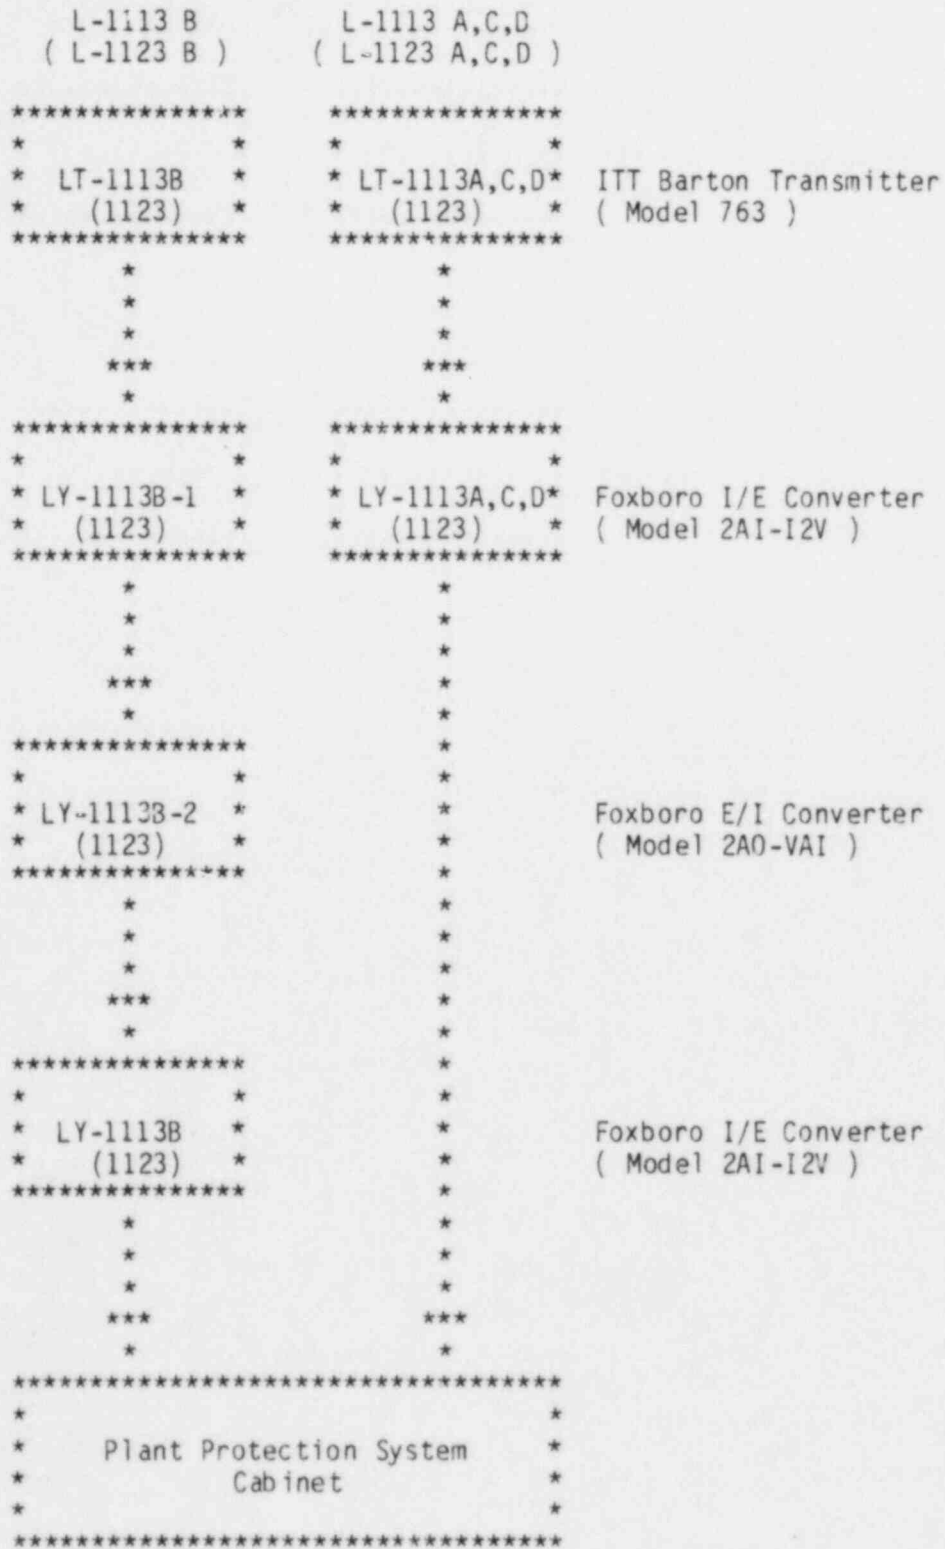 L-1113 B L-1113 A,C,D
( L-1123 B ) ( L-1123 A,C,D )
*************** ***************
* * * *
* LT-1113B * * LT-1113A,C,D* ITT Barton Transmitter
* (1123) * * (1123) * ( Model 763 )
*************** ***************
* *
* *
* *
*** ***
* *
*************** ***************
* * * *
* LY-1113B-1 * * LY-1113A,C,D* Foxboro I/E Converter
* (1123) * * (1123) * ( Model 2AI-I2V )
*************** ***************
* *
* *
* *
*** *
* *
*************** *
* * *
* LY-1113B-2 * * Foxboro E/I Converter
* (1123) * * ( Model 2AO-VAI )
*************** *
* *
* *
* *
*** *
* *
*************** *
* * *
* LY-1113B * * Foxboro I/E Converter
* (1123) * * ( Model 2AI-I2V )
*************** *
* *
* *
* *
*** ***
* *
***********************************
* *
* Plant Protection System *
* Cabinet *
* *
***********************************